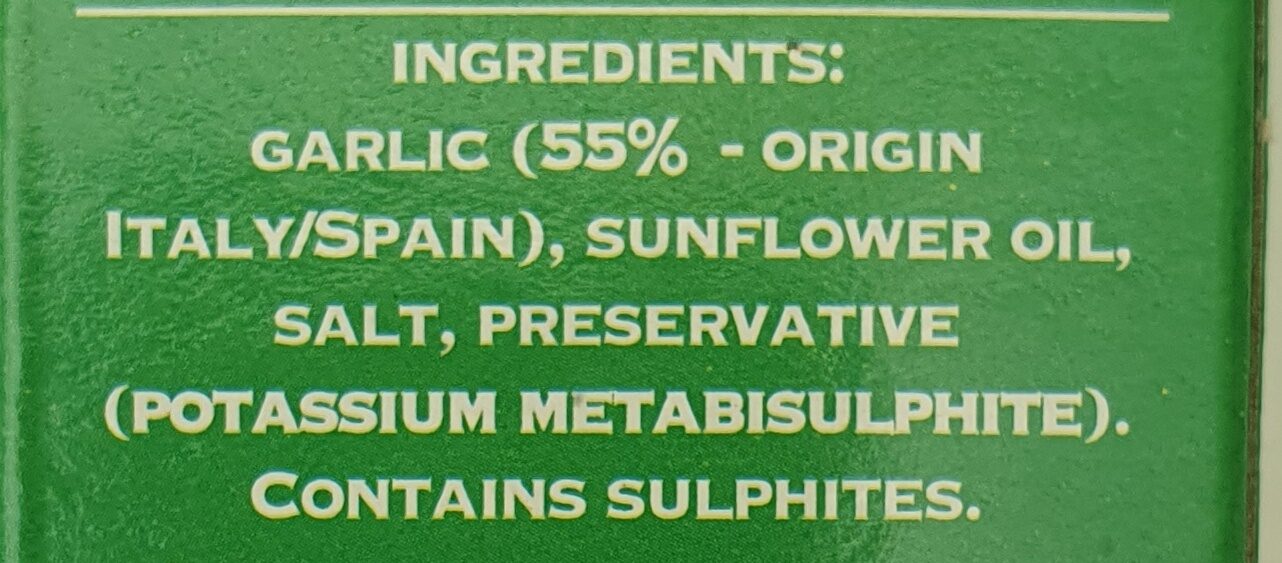 INGREDIENTS:
GARLIC (55% - ORIGIN
ITALY/SPAIN), SUNFLOWER OIL,
SALT, PRESERVATIVE
(POTASSIUM METABISULPHITE).
CONTAINS SULPHITES.